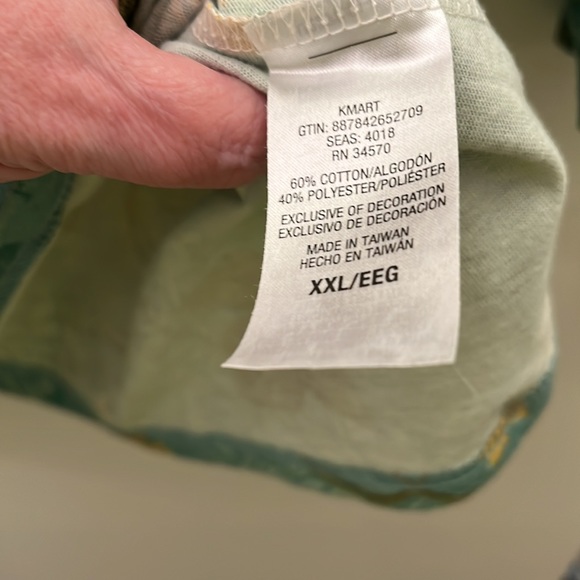 KMART
GTIN: 887842652709
SEAS: 4018
RN 34570
60% COTTON/ALGODÓN
40% POLYESTER/POLIÉSTER
EXCLUSIVE OF DECORATION
EXCLUSIVO DE DECORACIÓN
MADE IN TAIWAN
HECHO EN TAIWÁN
XXL/EEG